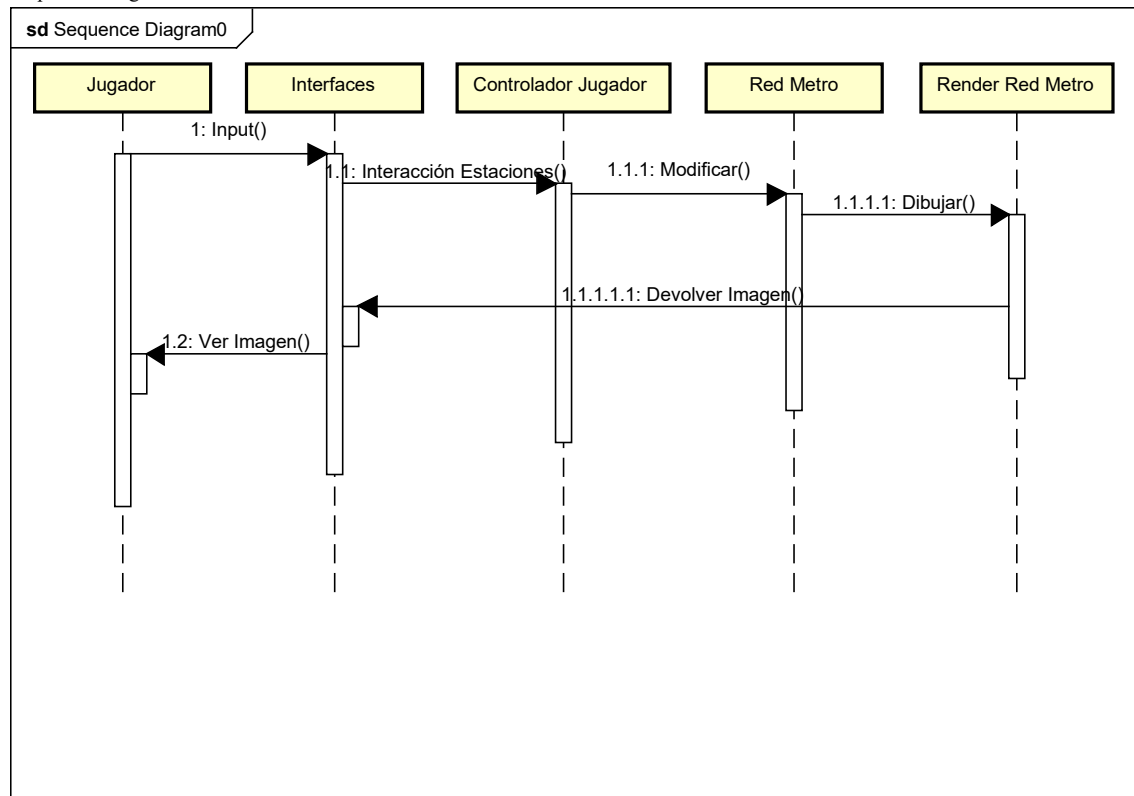 sd Sequence Diagram0
Jugador
Interfaces
Controlador Jugador
Red Metro
Render Red Metro
1: Input()
1.1: Interacción Estaciones()
1.1.1: Modificar()
1.1.1.1: Dibujar()
1.1.1.1.1: Devolver Imagen()
1.2: Ver Imagen()